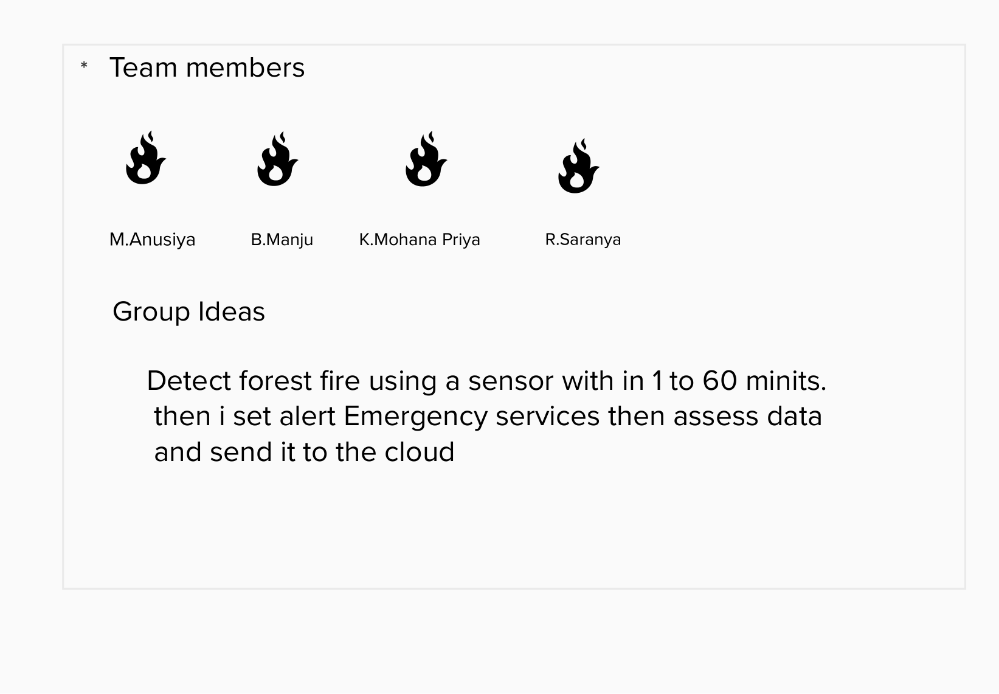 * Team members
M.Anusiya B.Manju K.Mohana Priya R.Saranya
Group Ideas
Detect forest fire using a sensor with in 1 to 60 minits.
then i set alert Emergency services then assess data
and send it to the cloud